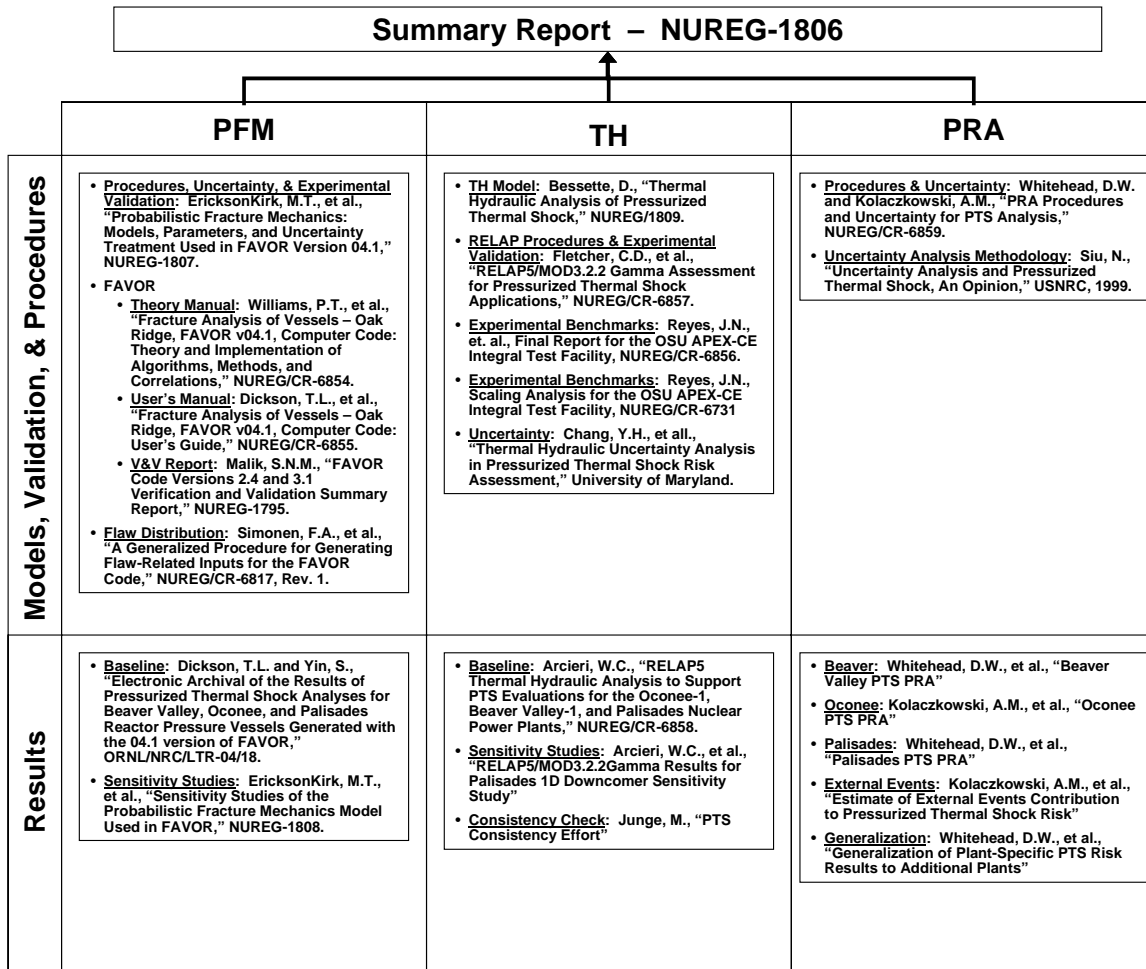 Summary Report – NUREG-1806
PFM
TH
PRA
Models, Validation, & Procedures
• Procedures, Uncertainty, & Experimental
Validation: EricksonKirk, M.T., et al.,
“Probabilistic Fracture Mechanics:
Models, Parameters, and Uncertainty
Treatment Used in FAVOR Version 04.1,”
NUREG-1807.
• FAVOR
• Theory Manual: Williams, P.T., et al.,
“Fracture Analysis of Vessels – Oak
Ridge, FAVOR v04.1, Computer Code:
Theory and Implementation of
Algorithms, Methods, and
Correlations,” NUREG/CR-6854.
• User’s Manual: Dickson, T.L., et al.,
“Fracture Analysis of Vessels – Oak
Ridge, FAVOR v04.1, Computer Code:
User’s Guide,” NUREG/CR-6855.
• V&V Report: Malik, S.N.M., “FAVOR
Code Versions 2.4 and 3.1
Verification and Validation Summary
Report,” NUREG-1795.
• Flaw Distribution: Simonen, F.A., et al.,
“A Generalized Procedure for Generating
Flaw-Related Inputs for the FAVOR
Code,” NUREG/CR-6817, Rev. 1.
• TH Model: Bessette, D., “Thermal
Hydraulic Analysis of Pressurized
Thermal Shock,” NUREG/1809.
• RELAP Procedures & Experimental
Validation: Fletcher, C.D., et al.,
“RELAP5/MOD3.2.2 Gamma Assessment
for Pressurized Thermal Shock
Applications,” NUREG/CR-6857.
• Experimental Benchmarks: Reyes, J.N.,
et. al., Final Report for the OSU APEX-CE
Integral Test Facility, NUREG/CR-6856.
• Experimental Benchmarks: Reyes, J.N.,
Scaling Analysis for the OSU APEX-CE
Integral Test Facility, NUREG/CR-6731
• Uncertainty: Chang, Y.H., et all.,
“Thermal Hydraulic Uncertainty Analysis
in Pressurized Thermal Shock Risk
Assessment,” University of Maryland.
• Procedures & Uncertainty: Whitehead, D.W.
and Kolaczkowski, A.M., “PRA Procedures
and Uncertainty for PTS Analysis,”
NUREG/CR-6859.
• Uncertainty Analysis Methodology: Siu, N.,
“Uncertainty Analysis and Pressurized
Thermal Shock, An Opinion,” USNRC, 1999.
Results
• Baseline: Dickson, T.L. and Yin, S.,
“Electronic Archival of the Results of
Pressurized Thermal Shock Analyses for
Beaver Valley, Oconee, and Palisades
Reactor Pressure Vessels Generated with
the 04.1 version of FAVOR,”
ORNL/NRC/LTR-04/18.
• Sensitivity Studies: EricksonKirk, M.T.,
et al., “Sensitivity Studies of the
Probabilistic Fracture Mechanics Model
Used in FAVOR,” NUREG-1808.
• Baseline: Arcieri, W.C., “RELAP5
Thermal Hydraulic Analysis to Support
PTS Evaluations for the Oconee-1,
Beaver Valley-1, and Palisades Nuclear
Power Plants,” NUREG/CR-6858.
• Sensitivity Studies: Arcieri, W.C., et al.,
“RELAP5/MOD3.2.2Gamma Results for
Palisades 1D Downcomer Sensitivity
Study”
• Consistency Check: Junge, M., “PTS
Consistency Effort”
• Beaver: Whitehead, D.W., et al., “Beaver
Valley PTS PRA”
• Oconee: Kolaczkowski, A.M., et al., “Oconee
PTS PRA”
• Palisades: Whitehead, D.W., et al.,
“Palisades PTS PRA”
• External Events: Kolaczkowski, A.M., et al.,
“Estimate of External Events Contribution
to Pressurized Thermal Shock Risk”
• Generalization: Whitehead, D.W., et al.,
“Generalization of Plant-Specific PTS Risk
Results to Additional Plants”